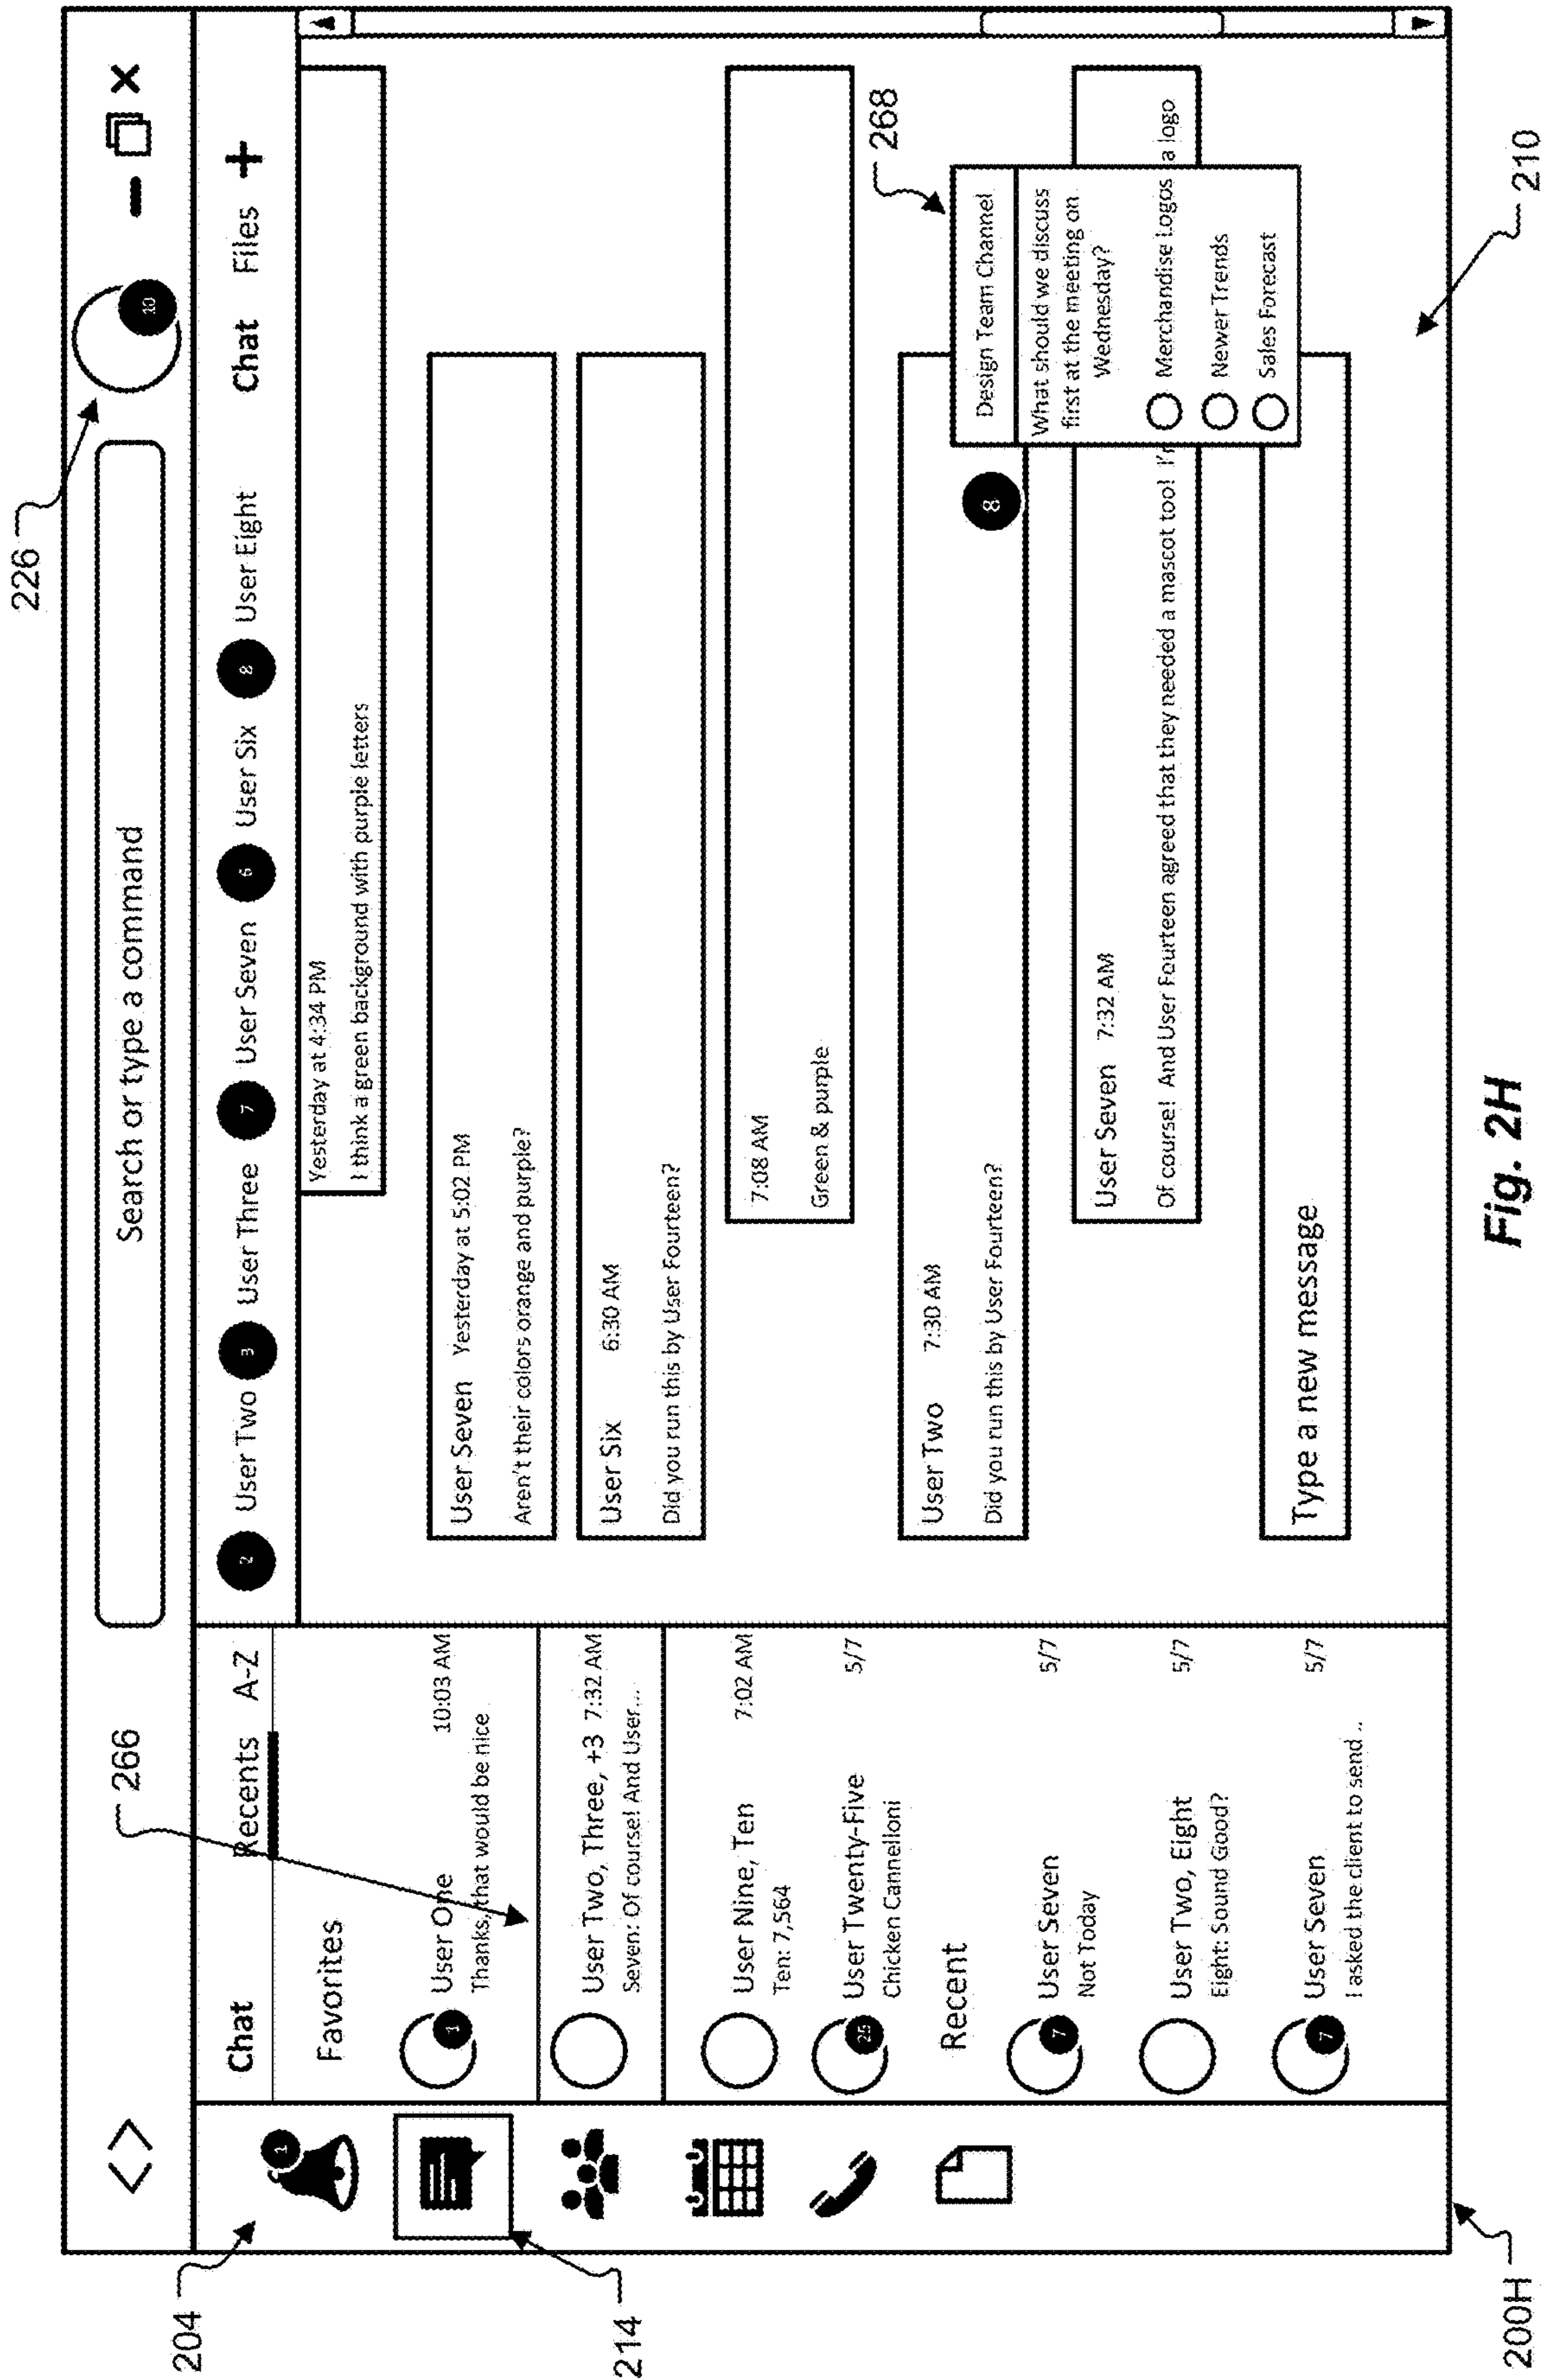 226
Search or type a command
10
204
266
Chat Recents A-Z
2 User Two 3 User Three 7 User Seven 6 User Six 8 User Eight Chat Files +
1
Favorites
User One 10:03 AM
Thanks, that would be nice
1
214
User Two, Three, +3 7:32 AM
Seven: Of course! And User...
User Nine, Ten 7:02 AM
Ten: 7,564
User Twenty-Five 5/7
Chicken Cannelloni
25
Recent
User Seven 5/7
Not Today
7
User Two, Eight 5/7
Eight: Sound Good?
User Seven 5/7
I asked the client to send..
7
Yesterday at 4:34 PM
I think a green background with purple letters
User Seven Yesterday at 5:02 PM
Aren't their colors orange and purple?
User Six 6:30 AM
Did you run this by User Fourteen?
7:08 AM
Green & purple
User Two 7:30 AM
Did you run this by User Fourteen?
8
User Seven 7:32 AM
Of course! And User Fourteen agreed that they needed a mascot too! I'm a logo
Type a new message
268
Design Team Channel
What should we discuss
first at the meeting on
Wednesday?
Merchandise Logos
Newer Trends
Sales Forecast
200H
210
Fig. 2H